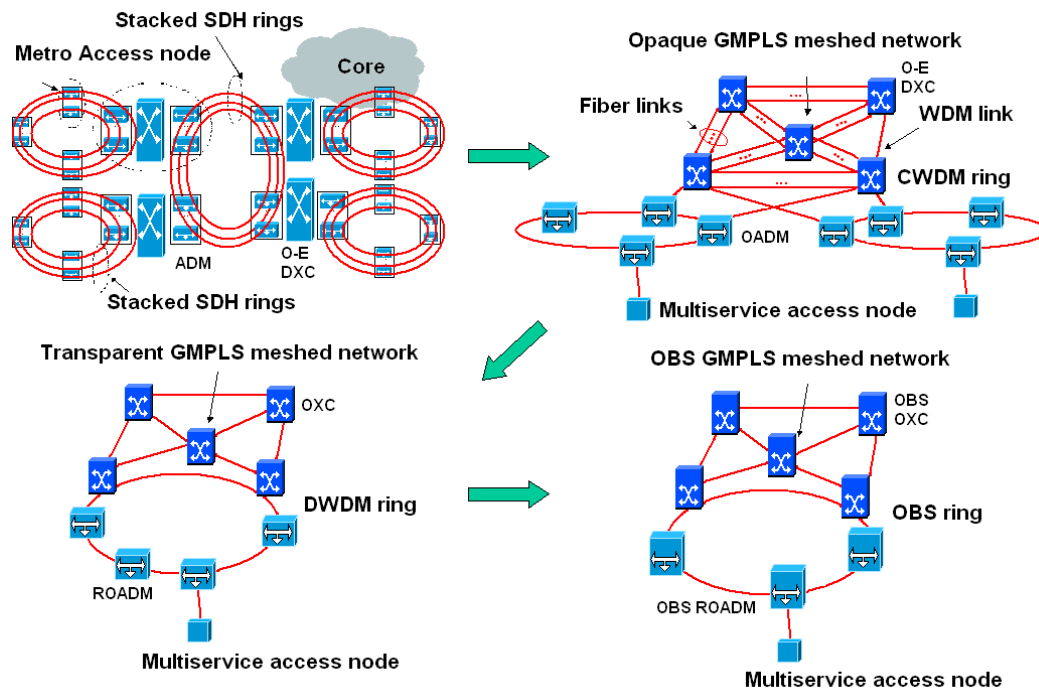 Stacked SDH rings
Metro Access node
Core
ADM
O-E
DXC
Stacked SDH rings
Opaque GMPLS meshed network
O-E
DXC
Fiber links
WDM link
...
...
...
...
...
...
CWDM ring
OADM
Multiservice access node
Transparent GMPLS meshed network
OXC
DWDM ring
ROADM
Multiservice access node
OBS GMPLS meshed network
OBS
OXC
OBS ring
OBS ROADM
Multiservice access node